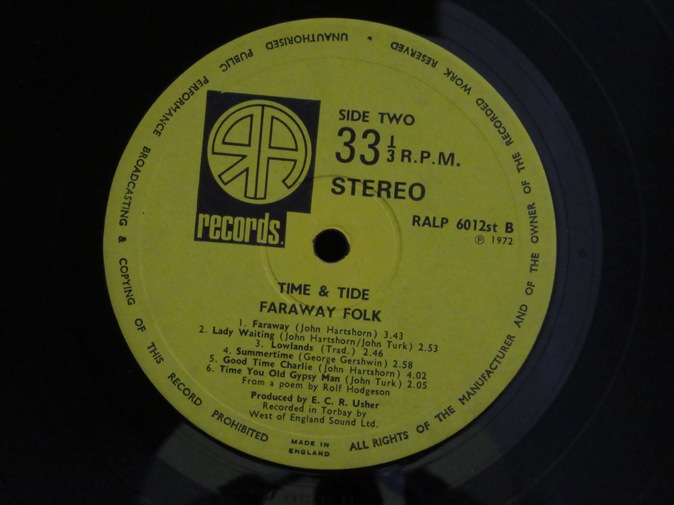 SIDE TWO
33 1/3 R.P.M.
STEREO
RA
records.
RALP 6012st B
Ⓟ 1972
TIME & TIDE
FARAWAY FOLK
1. Faraway (John Hartshorn) 3.43
2. Lady Waiting (John Hartshorn/John Turk) 2.53
3. Lowlands (Trad.) 2.46
4. Summertime (George Gershwin) 2.58
5. Good Time Charlie (John Hartshorn) 4.02
6. Time You Old Gypsy Man (John Turk) 2.05
From a poem by Rolf Hodgeson
Produced by E. C. R. Usher
Recorded in Torbay by
West of England Sound Ltd.
MADE IN
ENGLAND
ALL RIGHTS OF THE MANUFACTURER AND OF THE OWNER OF THE RECORDED WORK RESERVED • UNAUTHORISED PUBLIC PERFORMANCE BROADCASTING & COPYING OF THIS RECORD PROHIBITED